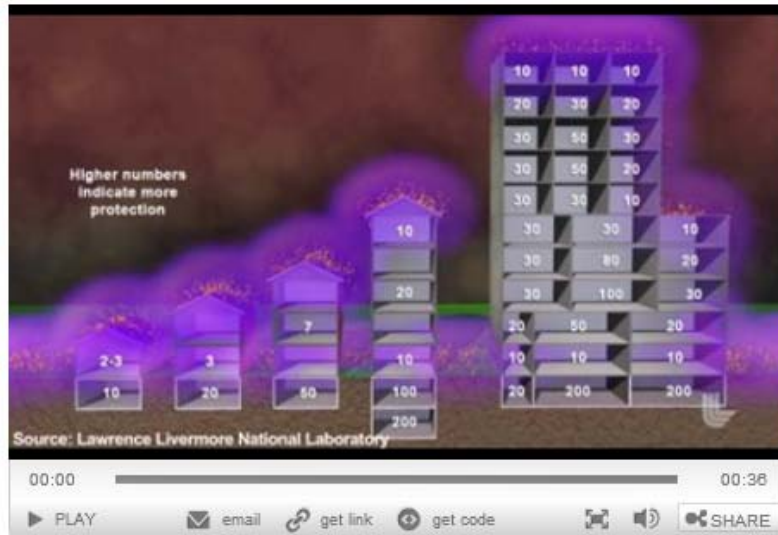 Higher numbers
indicate more
protection
10 10 10
20 30 20
30 50 30
30 50 20
30 30 10
10 30 30 10
30 80 20
20 30 100 30
7 20 50 20
2-3 3 10 10 10 10
10 20 50 100 20 200 200
200
Source: Lawrence Livermore National Laboratory
00:00 00:36
PLAY email get link get code SHARE